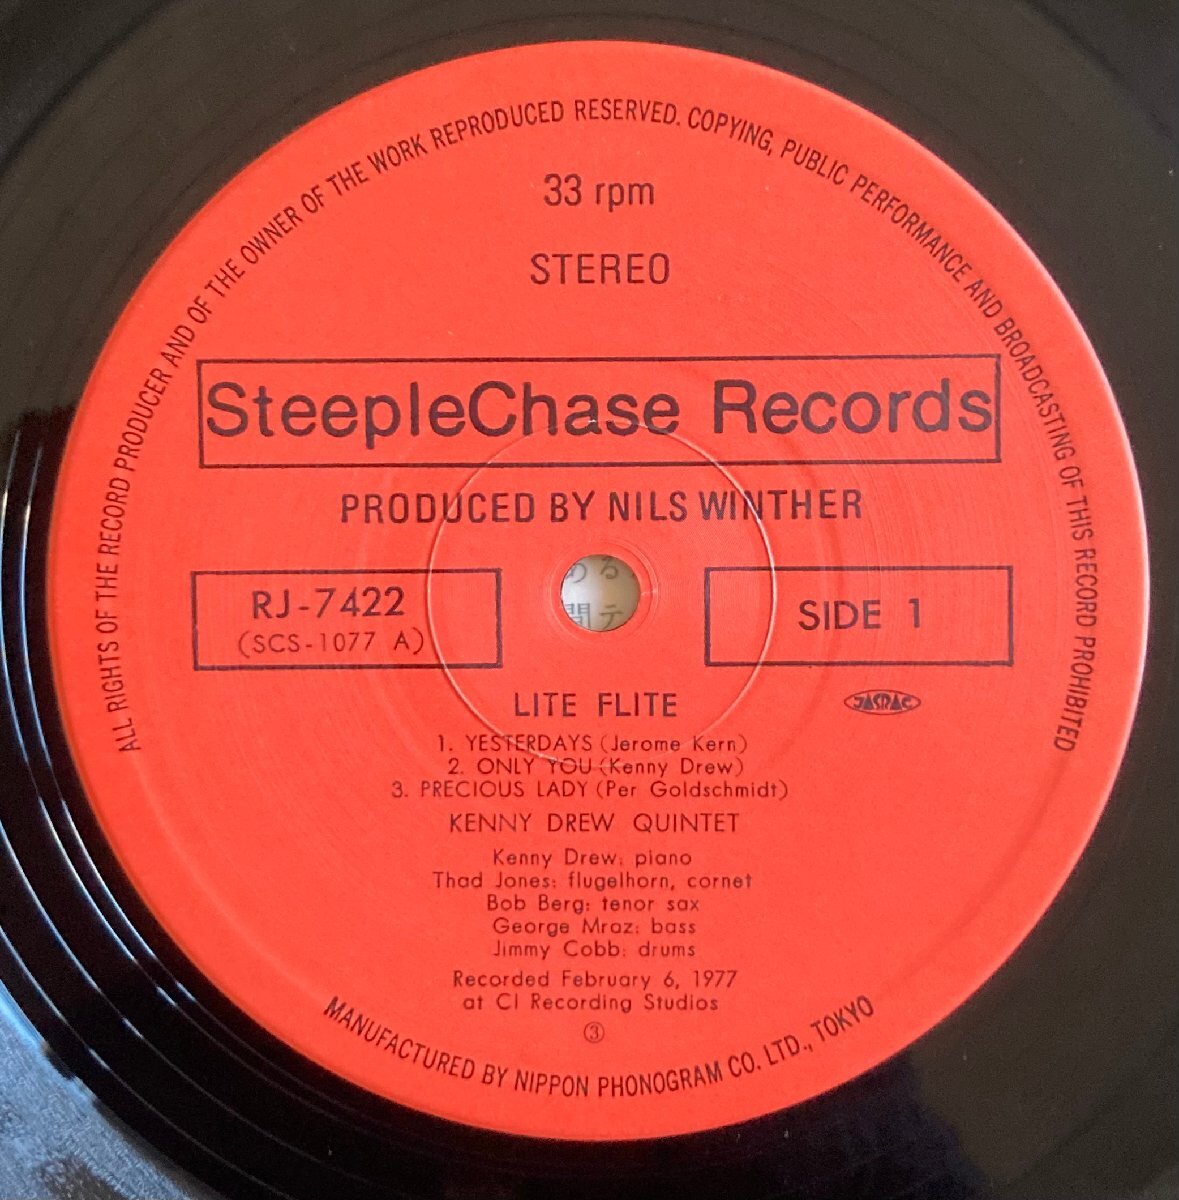 ALL RIGHTS OF THE RECORD PRODUCER AND OF THE OWNER OF THE WORK REPRODUCED RESERVED. COPYING, PUBLIC PERFORMANCE AND BROADCASTING OF THIS RECORD PROHIBITED
33 rpm
STEREO
SteepleChase Records
PRODUCED BY NILS WINTHER
RJ-7422
(SCS-1077 A)
ある
間テ
SIDE 1
LITE FLITE
JASRAC
1. YESTERDAYS (Jerome Kern)
2. ONLY YOU (Kenny Drew)
3. PRECIOUS LADY (Per Goldschmidt)
KENNY DREW QUINTET
Kenny Drew: piano
Thad Jones: flugelhorn, cornet
Bob Berg: tenor sax
George Mraz: bass
Jimmy Cobb: drums
Recorded February 6, 1977
at CI Recording Studios
③
MANUFACTURED BY NIPPON PHONOGRAM CO. LTD., TOKYO